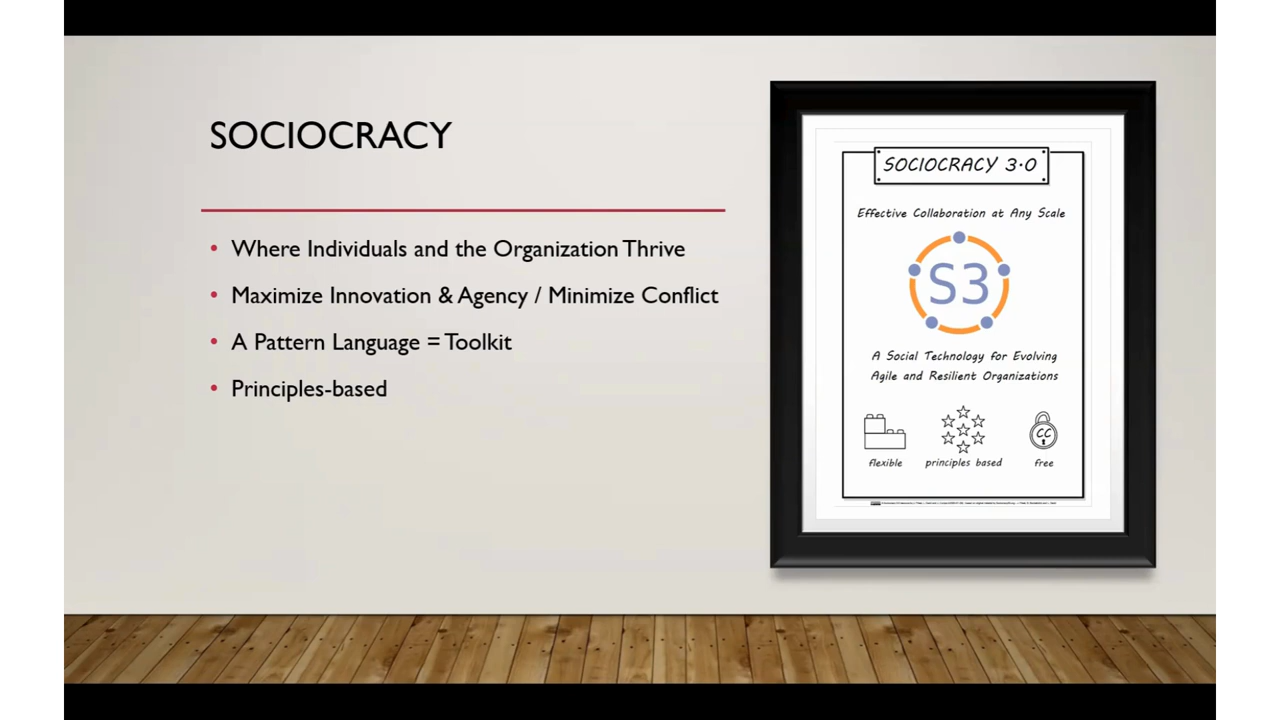 SOCIOCRACY
• Where Individuals and the Organization Thrive
• Maximize Innovation & Agency / Minimize Conflict
• A Pattern Language = Toolkit
• Principles-based
SOCIOCRACY 3.0
Effective Collaboration at Any Scale
S3
A Social Technology for Evolving
Agile and Resilient Organizations
CC
flexible principles based free